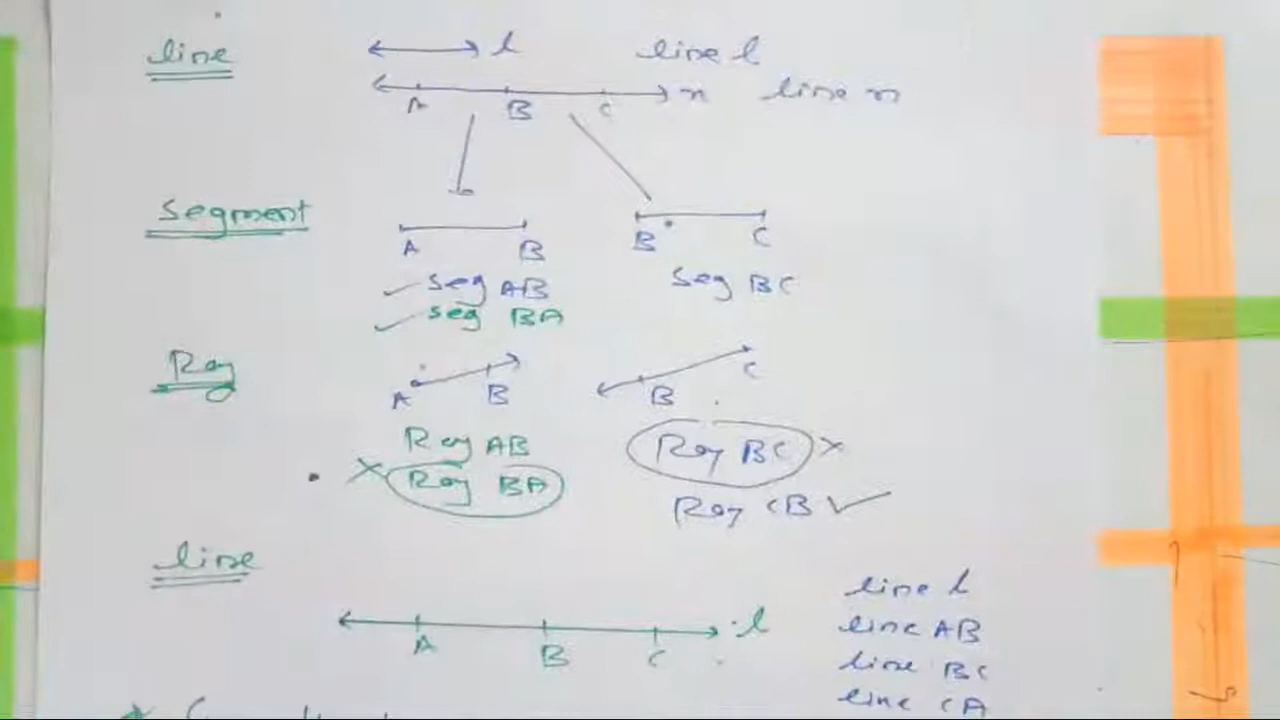 line l line l
A B C n line n
Segment
A B B C
seg AB seg BC
seg BA
Ray
A B B C
Ray AB Ray BC ×
× Ray BA
Ray CB ✓
line
A B C l
line l
line AB
line BC
line CA